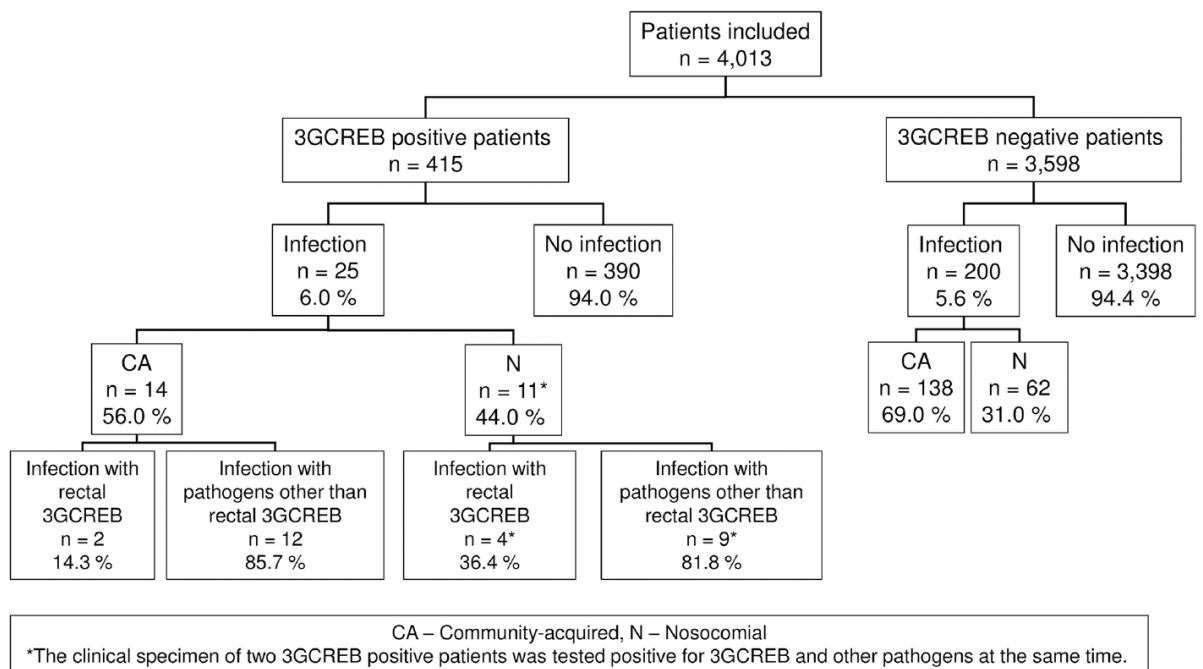 Patients included
n = 4,013
3GCREB positive patients
n = 415
3GCREB negative patients
n = 3,598
Infection
n = 25
6.0 %
No infection
n = 390
94.0 %
Infection
n = 200
5.6 %
No infection
n = 3,398
94.4 %
CA
n = 14
56.0 %
N
n = 11*
44.0 %
CA
n = 138
69.0 %
N
n = 62
31.0 %
Infection with
rectal
3GCREB
n = 2
14.3 %
Infection with
pathogens other than
rectal 3GCREB
n = 12
85.7 %
Infection with
rectal
3GCREB
n = 4*
36.4 %
Infection with
pathogens other than
rectal 3GCREB
n = 9*
81.8 %
CA – Community-acquired, N – Nosocomial
*The clinical specimen of two 3GCREB positive patients was tested positive for 3GCREB and other pathogens at the same time.